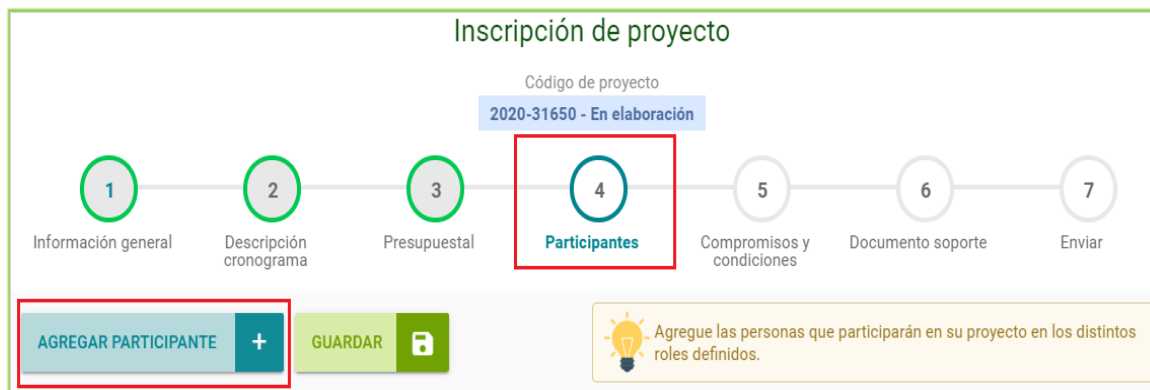 Inscripción de proyecto
Código de proyecto
2020-31650 - En elaboración
1
2
3
4
5
6
7
Información general
Descripción
cronograma
Presupuestal
Participantes
Compromisos y
condiciones
Documento soporte
Enviar
AGREGAR PARTICIPANTE +
GUARDAR
Agregue las personas que participarán en su proyecto en los distintos
roles definidos.